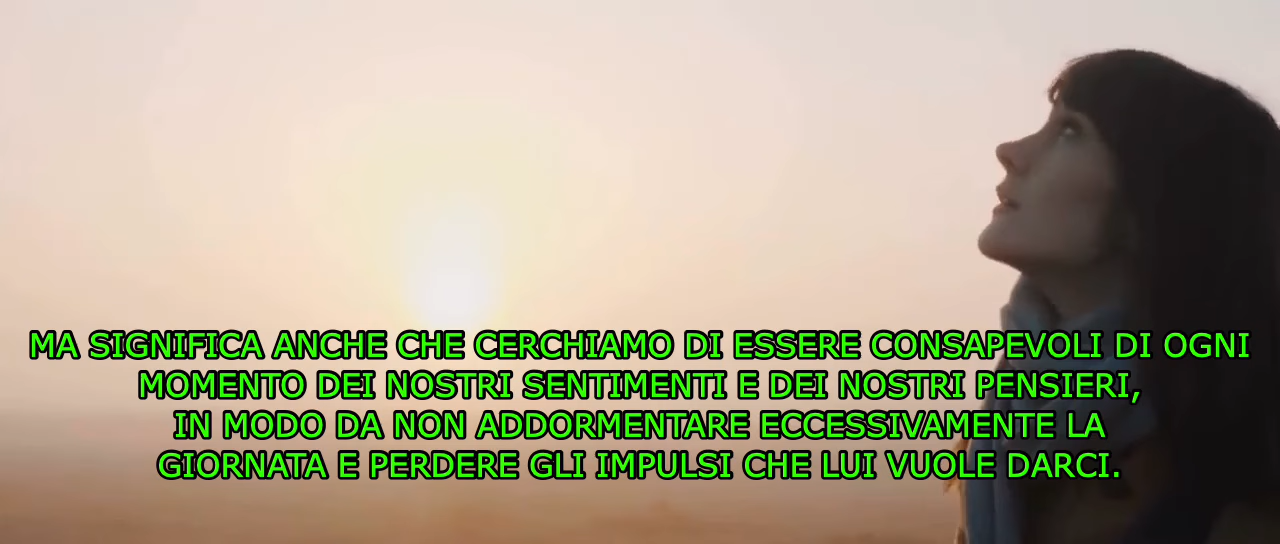 MA SIGNIFICA ANCHE CHE CERCHIAMO DI ESSERE CONSAPEVOLI DI OGNI
MOMENTO DEI NOSTRI SENTIMENTI E DEI NOSTRI PENSIERI,
IN MODO DA NON ADDORMENTARE ECCESSIVAMENTE LA
GIORNATA E PERDERE GLI IMPULSI CHE LUI VUOLE DARCI.